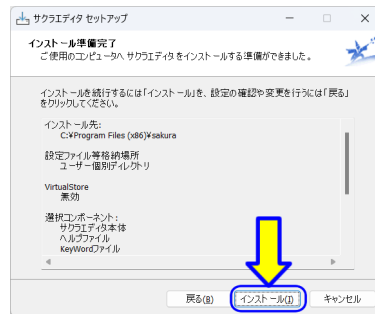 サクラエディタ セットアップ
インストール準備完了
ご使用のコンピュータへ サクラエディタ をインストールする準備ができました。
インストールを続行するには「インストール」を、設定の確認や変更を行うには「戻る」
をクリックしてください。
インストール先:
C:¥Program Files (x86)¥sakura
設定ファイル等格納場所
ユーザー個別ディレクトリ
VirtualStore
無効
選択コンポーネント:
サクラエディタ本体
ヘルプファイル
KeyWordファイル
戻る(B)
インストール(I)
キャンセル